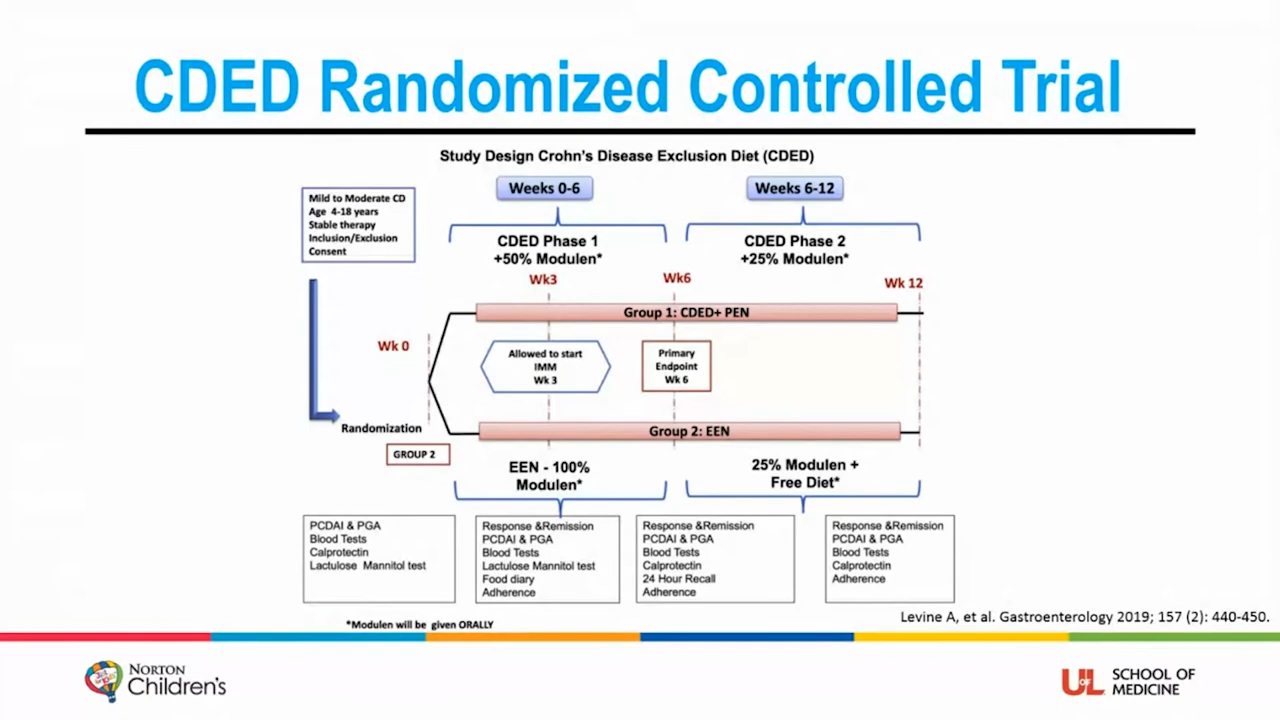 CDED Randomized Controlled Trial
Study Design Crohn's Disease Exclusion Diet (CDED)
Mild to Moderate CD
Age 4-18 years
Stable therapy
Inclusion/Exclusion
Consent
Weeks 0-6
Weeks 6-12
CDED Phase 1
+50% Modulen*
CDED Phase 2
+25% Modulen*
Wk3
Wk6
Wk 12
Group 1: CDED+ PEN
Wk 0
Allowed to start
IMM
Wk 3
Primary
Endpoint
Wk 6
Randomization
Group 2: EEN
GROUP 2
EEN - 100%
Modulen*
25% Modulen +
Free Diet*
PCDAI & PGA
Blood Tests
Calprotectin
Lactulose Mannitol test
Response &Remission
PCDAI & PGA
Blood Tests
Lactulose Mannitol test
Food diary
Adherence
Response &Remission
PCDAI & PGA
Blood Tests
Calprotectin
24 Hour Recall
Adherence
Response &Remission
PCDAI & PGA
Blood Tests
Calprotectin
Adherence
*Modulen will be given ORALLY
Levine A, et al. Gastroenterology 2019; 157 (2): 440-450.
NORTON
Children's
UofL
SCHOOL OF
MEDICINE